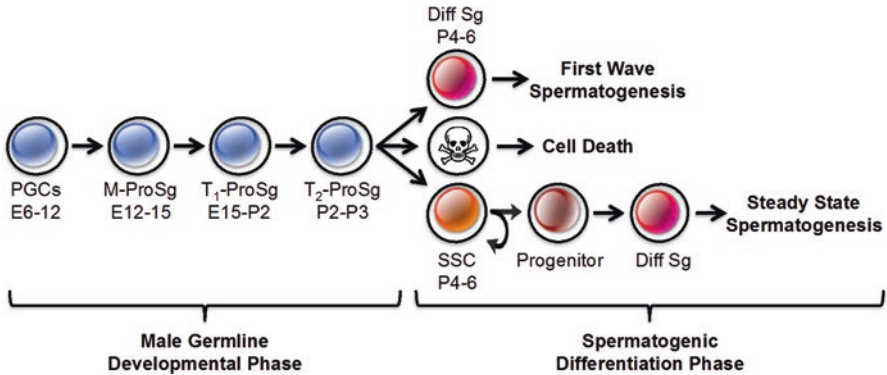 Diff Sg
P4-6
First Wave
Spermatogenesis
Cell Death
PGCs
E6-12
M-ProSg
E12-15
T₁-ProSg
E15-P2
T₂-ProSg
P2-P3
SSC
P4-6
Progenitor
Diff Sg
Steady State
Spermatogenesis
Male Germline
Developmental Phase
Spermatogenic
Differentiation Phase